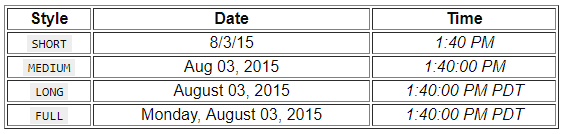 Style Date Time
SHORT 8/3/15 1:40 PM
MEDIUM Aug 03, 2015 1:40:00 PM
LONG August 03, 2015 1:40:00 PM PDT
FULL Monday, August 03, 2015 1:40:00 PM PDT